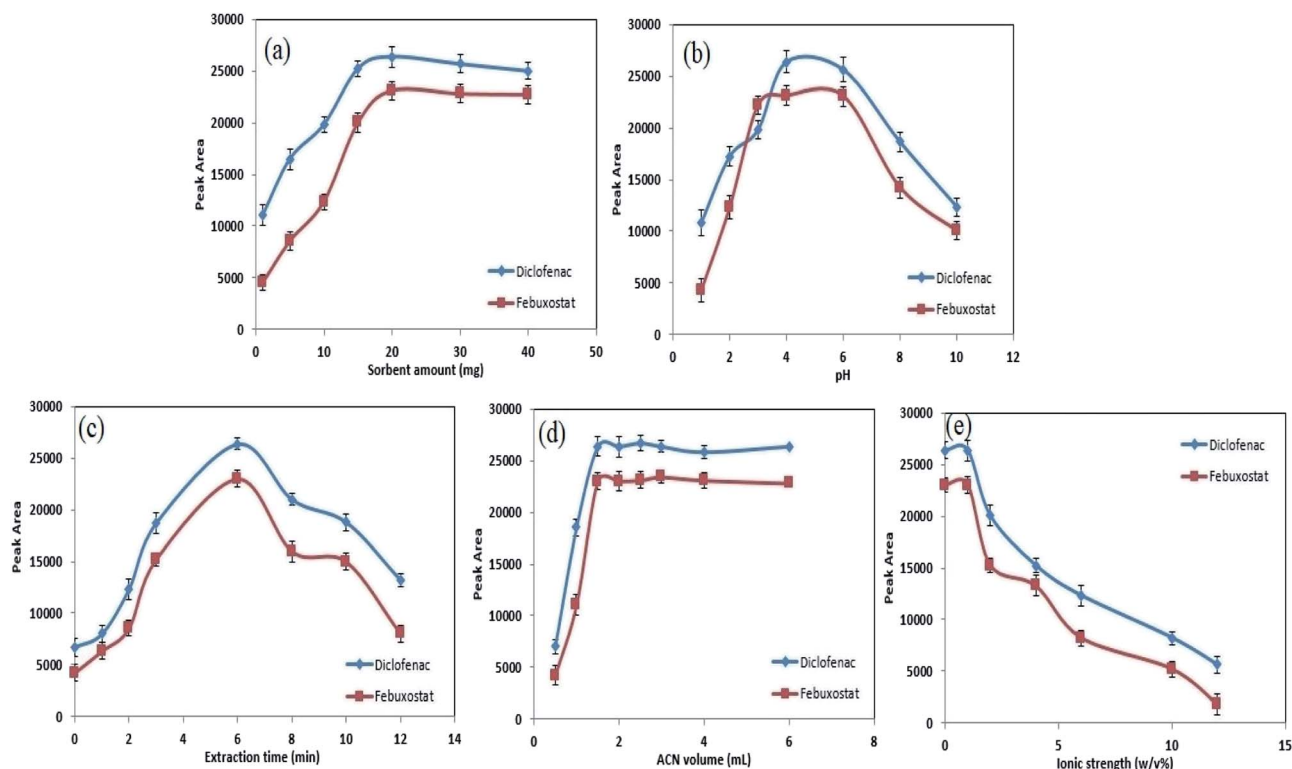 (a)
Peak Area
30000
25000
20000
15000
10000
5000
0
0 10 20 30 40 50
Sorbent amount (mg)
Diclofenac
Febuxostat
(b)
Peak Area
30000
25000
20000
15000
10000
5000
0
0 2 4 6 8 10 12
pH
Diclofenac
Febuxostat
(c)
Peak Area
30000
25000
20000
15000
10000
5000
0
0 2 4 6 8 10 12 14
Extraction time (min)
Diclofenac
Febuxostat
(d)
Peak Area
30000
25000
20000
15000
10000
5000
0
0 2 4 6 8
ACN volume (mL)
Diclofenac
Febuxostat
(e)
Peak Area
30000
25000
20000
15000
10000
5000
0
0 5 10 15
Ionic strength (w/v%)
Diclofenac
Febuxostat